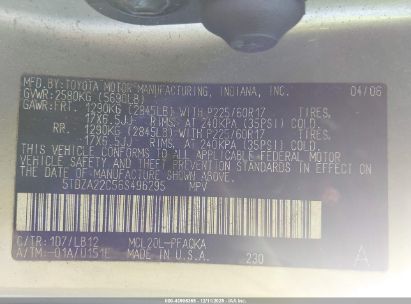 MFD.BY:TOYOTA MOTOR MANUFACTURING, INDIANA, INC. 04/06
GVWR:2580KG (5690LB)
GAWR:FRT. 1290KG (2845LB)-WITH P225/60R17 TIRES,
17X6.5JJ RIMS, AT 240KPA (35PSI) COLD.
RR. 1290KG (2845LB)-WITH P225/60R17 TIRES,
17X6.5JJ RIMS, AT 240KPA (35PSI) COLD.
THIS VEHICLE CONFORMS TO ALL APPLICABLE FEDERAL MOTOR
VEHICLE SAFETY, AND THEFT PREVENTION STANDARDS IN EFFECT ON
THE DATE OF MANUFACTURE SHOWN ABOVE.
5TDZA22C56S496295 MPV
C/TR:1D7/LB12 MCL20L-PFAQKA
A/TM:-01A/U151E MADE IN U.S.A. 230 A